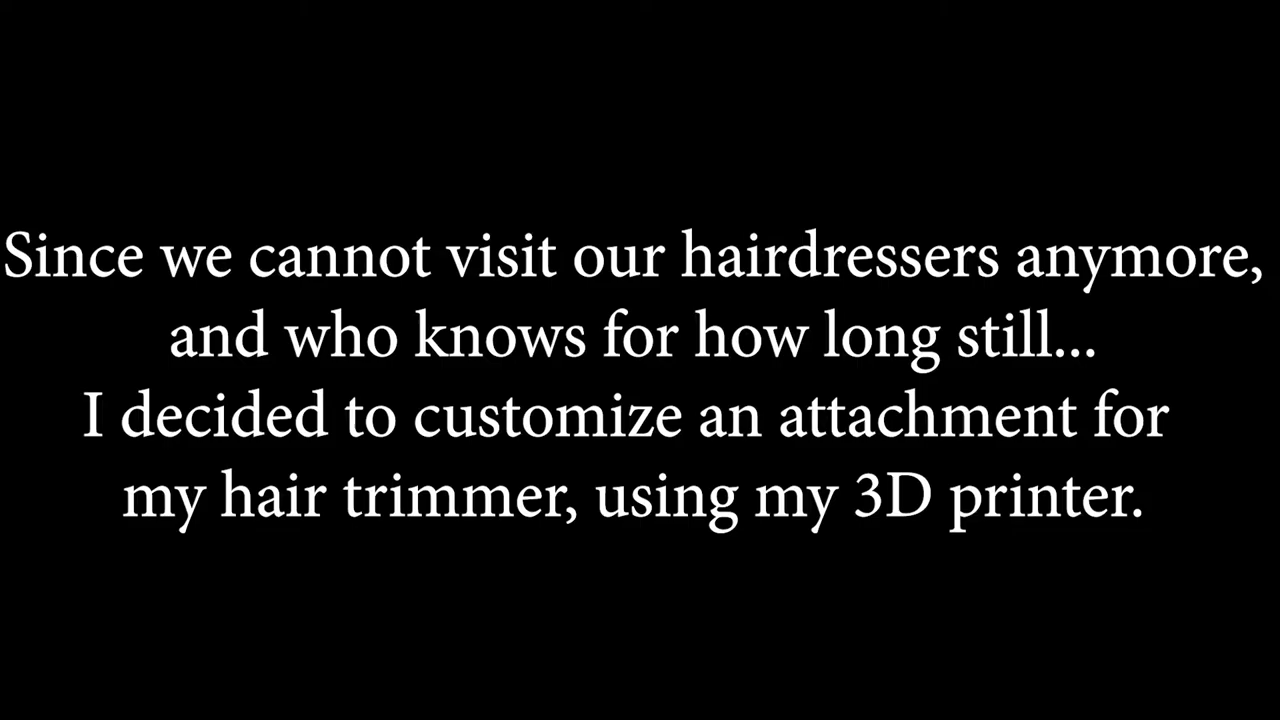 Since we cannot visit our hairdressers anymore,
and who knows for how long still...
I decided to customize an attachment for
my hair trimmer, using my 3D printer.